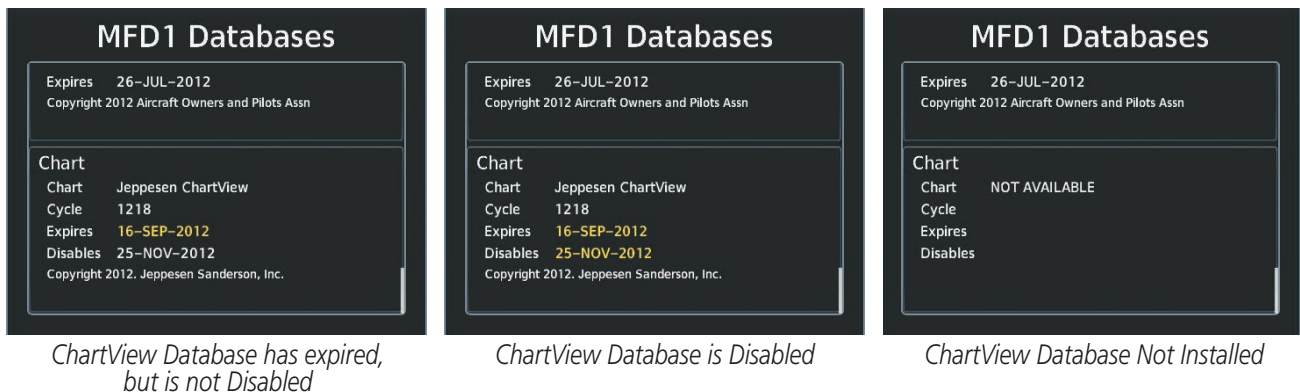 MFD1 Databases
Expires 26-JUL-2012
Copyright 2012 Aircraft Owners and Pilots Assn
Chart
Chart Jeppesen ChartView
Cycle 1218
Expires 16-SEP-2012
Disables 25-NOV-2012
Copyright 2012. Jeppesen Sanderson, Inc.
ChartView Database has expired,
but is not Disabled
MFD1 Databases
Expires 26-JUL-2012
Copyright 2012 Aircraft Owners and Pilots Assn
Chart
Chart Jeppesen ChartView
Cycle 1218
Expires 16-SEP-2012
Disables 25-NOV-2012
Copyright 2012. Jeppesen Sanderson, Inc.
ChartView Database is Disabled
MFD1 Databases
Expires 26-JUL-2012
Copyright 2012 Aircraft Owners and Pilots Assn
Chart
Chart NOT AVAILABLE
Cycle
Expires
Disables
ChartView Database Not Installed